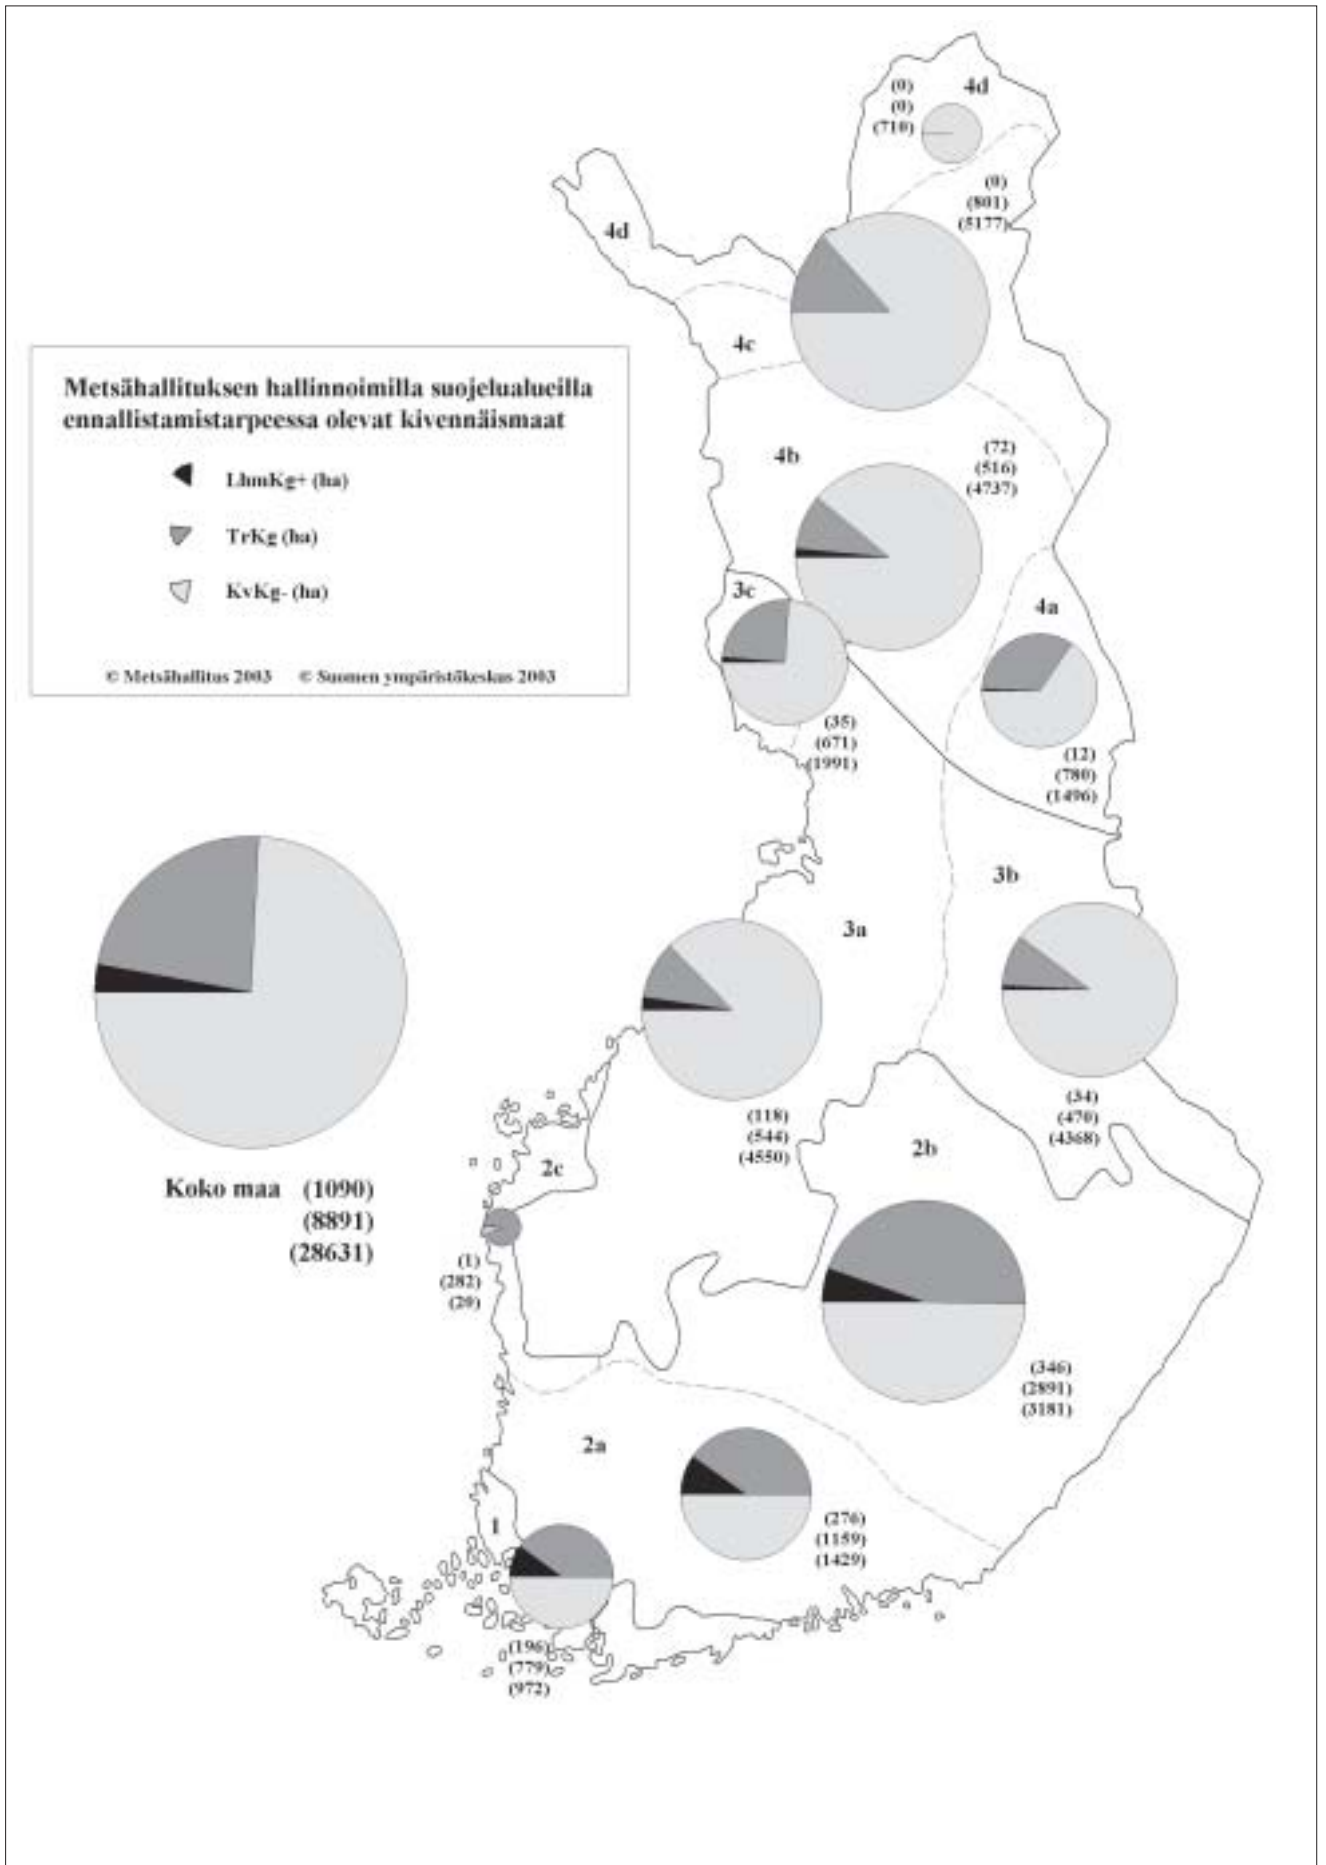 (0)
(0)
(710)
4d
(0)
(801)
(5177)
4d
4c
Metsähallituksen hallinnoimilla suojelualueilla
ennallistamistarpeessa olevat kivennäismaat
LhmKg+ (ha)
TrKg (ha)
KvKg- (ha)
© Metsähallitus 2003 © Suomen ympäristökeskus 2003
4b
(72)
(516)
(4737)
3c
4a
(35)
(671)
(1991)
(12)
(780)
(1496)
3b
3a
(118)
(544)
(4550)
(34)
(470)
(4368)
2b
2c
Koko maa (1090)
(8891)
(28631)
(1)
(282)
(20)
(346)
(2891)
(3181)
2a
(276)
(1159)
(1429)
1
(196)
(779)
(972)